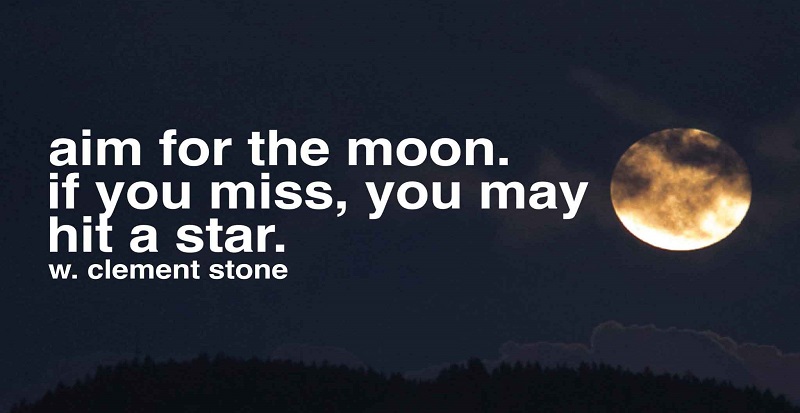 aim for the moon.
if you miss, you may
hit a star.
w. clement stone